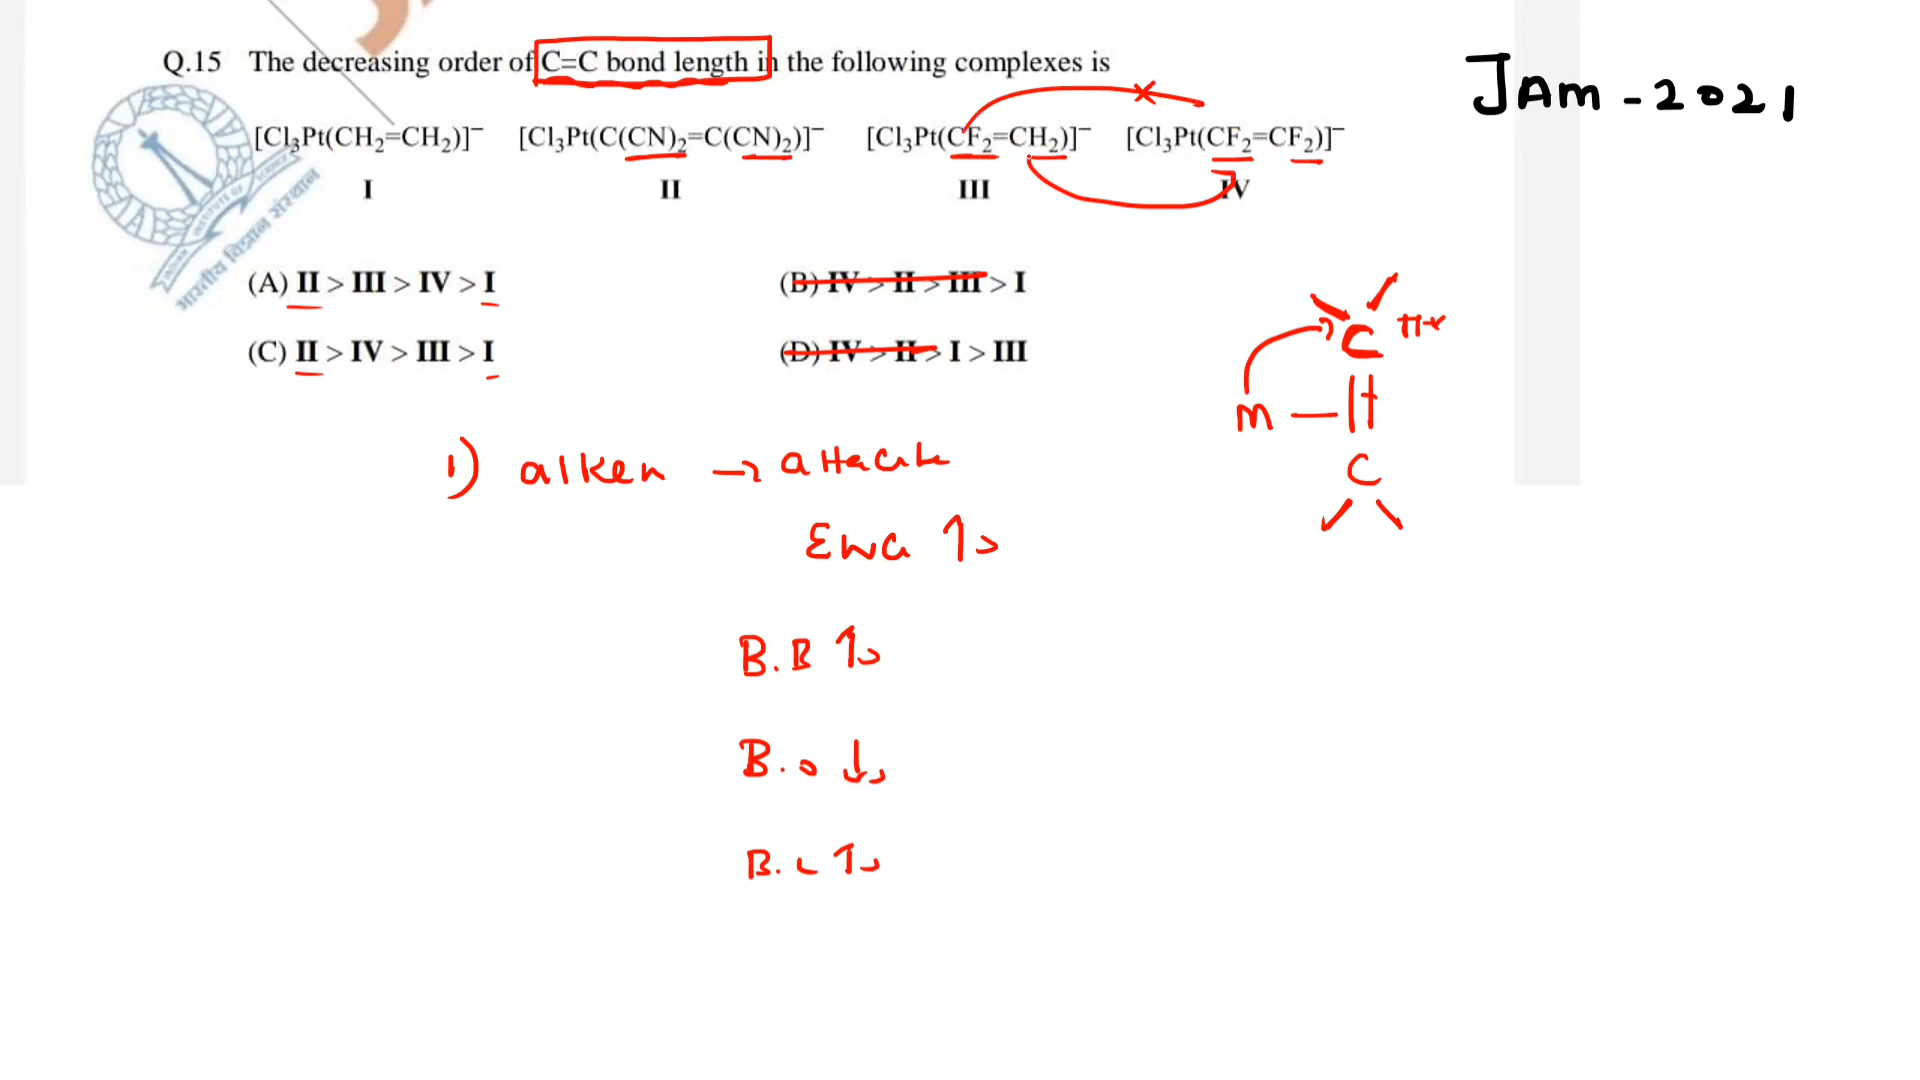 Q.15 The decreasing order of C=C bond length in the following complexes is
JAM - 2021
[Cl₃Pt(CH₂=CH₂)]⁻ [Cl₃Pt(C(CN)₂=C(CN)₂)]⁻ [Cl₃Pt(CF₂=CH₂)]⁻ [Cl₃Pt(CF₂=CF₂)]⁻
I II III IV
(A) II > III > IV > I (B) IV > II > III > I
(C) II > IV > III > I (D) IV > II > I > III
C π*
M — ||
C
1) alken → attach
EWG ↑s
B.B ↑s
B.O ↓s
B.L ↑s
भारतीय विज्ञान संस्थान